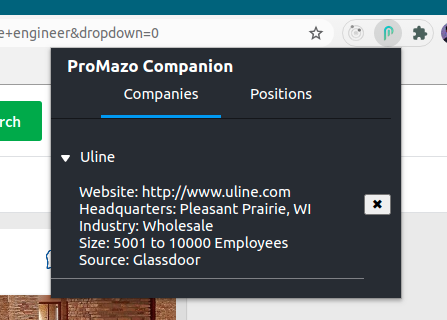 e+engineer&dropdown=0
ProMazo Companion
Companies Positions
rch
Uline
Website: http://www.uline.com
Headquarters: Pleasant Prairie, WI
Industry: Wholesale
Size: 5001 to 10000 Employees
Source: Glassdoor